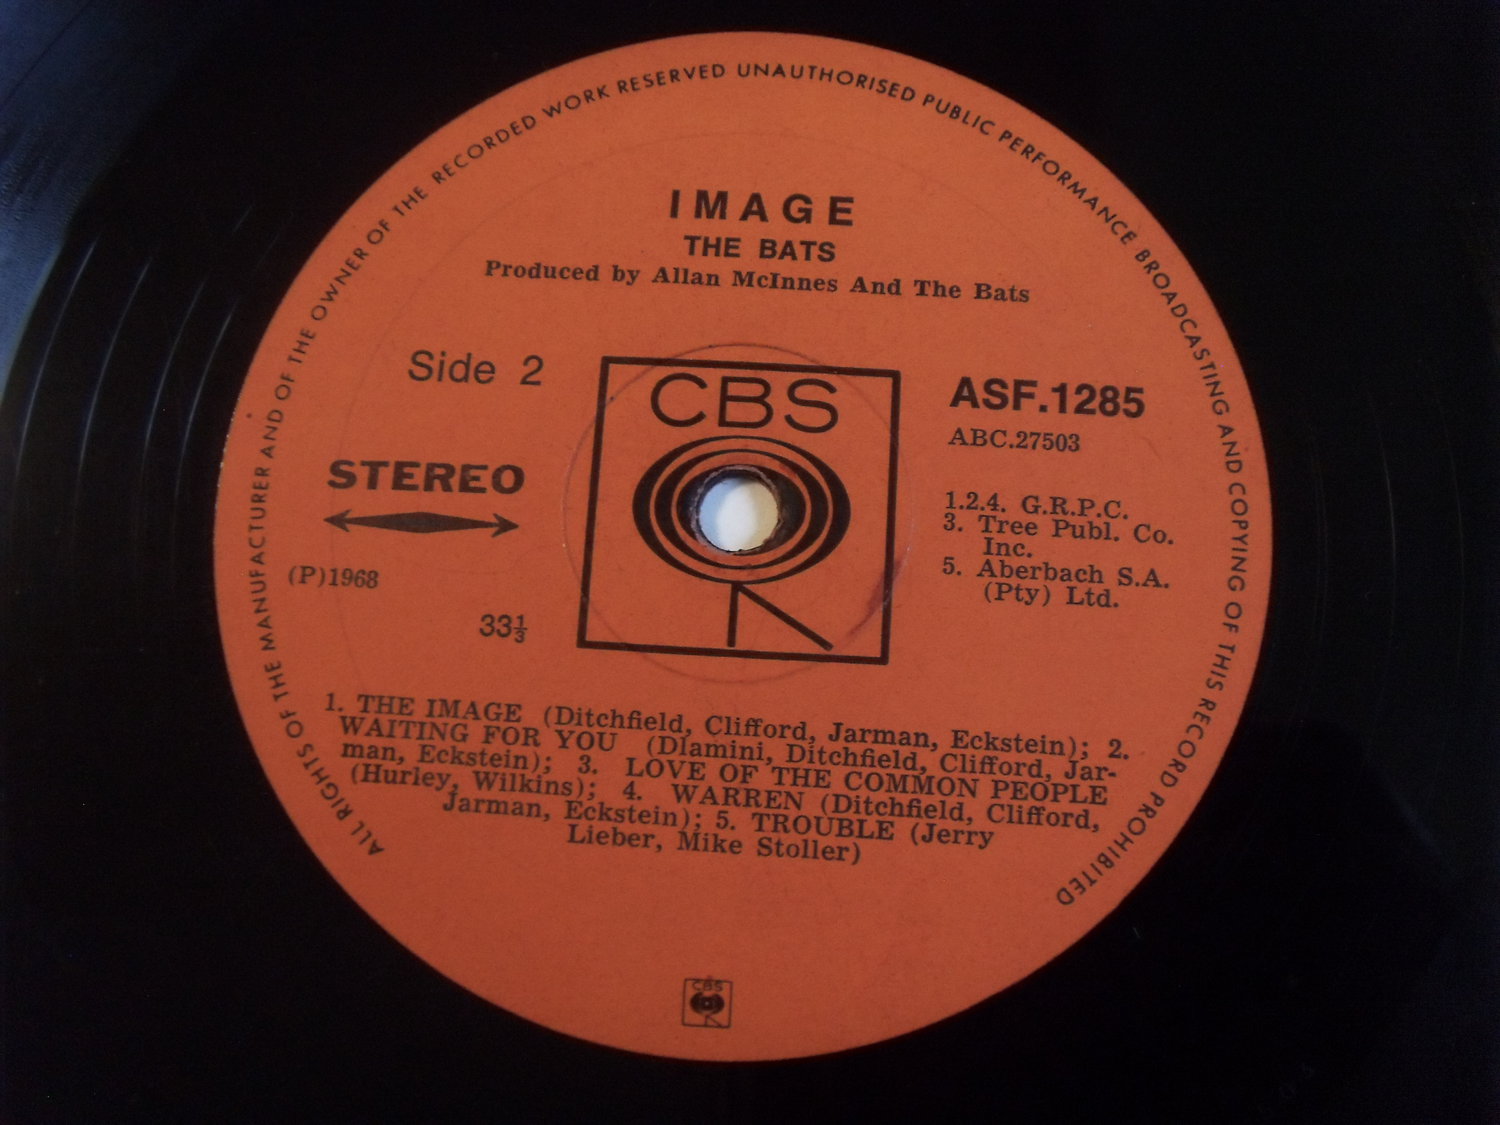 ALL RIGHTS OF THE MANUFACTURER AND OF THE OWNER OF THE RECORDED WORK RESERVED UNAUTHORISED PUBLIC PERFORMANCE BROADCASTING AND COPYING OF THIS RECORD PROHIBITED
IMAGE
THE BATS
Produced by Allan McInnes And The Bats
Side 2
CBS
ASF.1285
ABC.27503
STEREO
1.2.4. G.R.P.C.
3. Tree Publ. Co.
Inc.
5. Aberbach S.A.
(Pty) Ltd.
(P)1968
33⅓
1. THE IMAGE (Ditchfield, Clifford, Jarman, Eckstein); 2.
WAITING FOR YOU (Dlamini, Ditchfield, Clifford, Jar-
man, Eckstein); 3. LOVE OF THE COMMON PEOPLE
(Hurley, Wilkins); 4. WARREN (Ditchfield, Clifford,
Jarman, Eckstein); 5. TROUBLE (Jerry
Lieber, Mike Stoller)
CBS